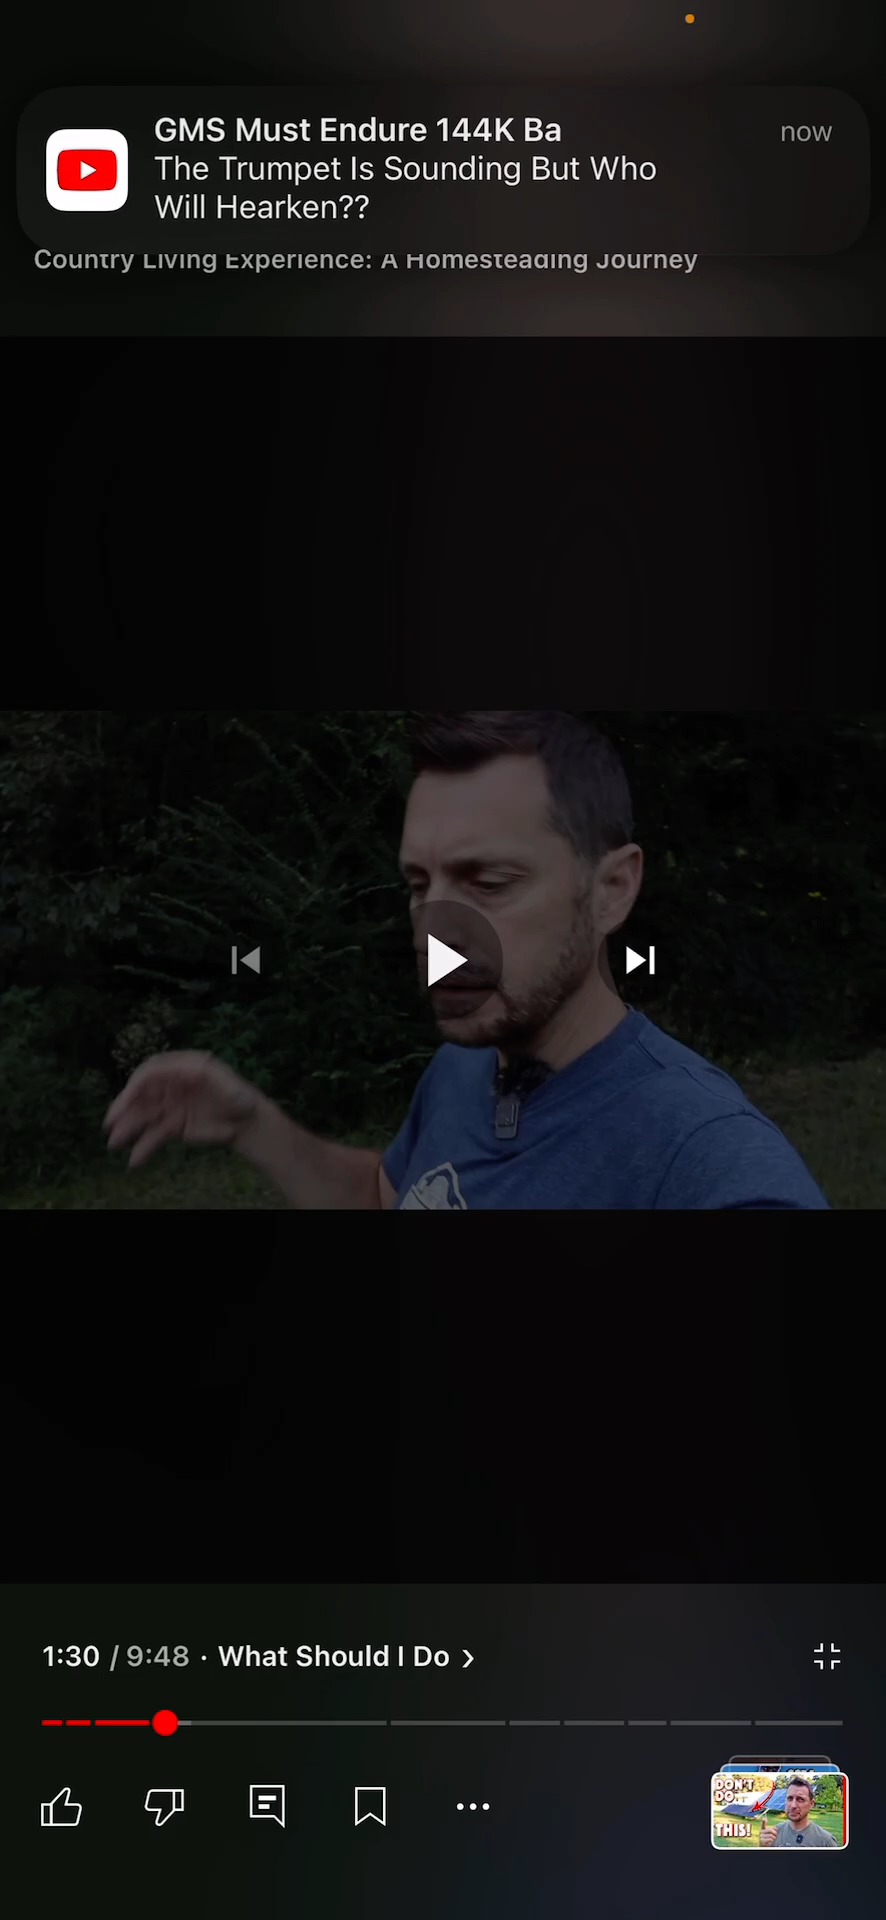 GMS Must Endure 144K Ba
now
The Trumpet Is Sounding But Who
Will Hearken??
Country Living Experience: A Homesteading Journey
1:30 / 9:48 · What Should I Do
DON'T
DO...
THIS!